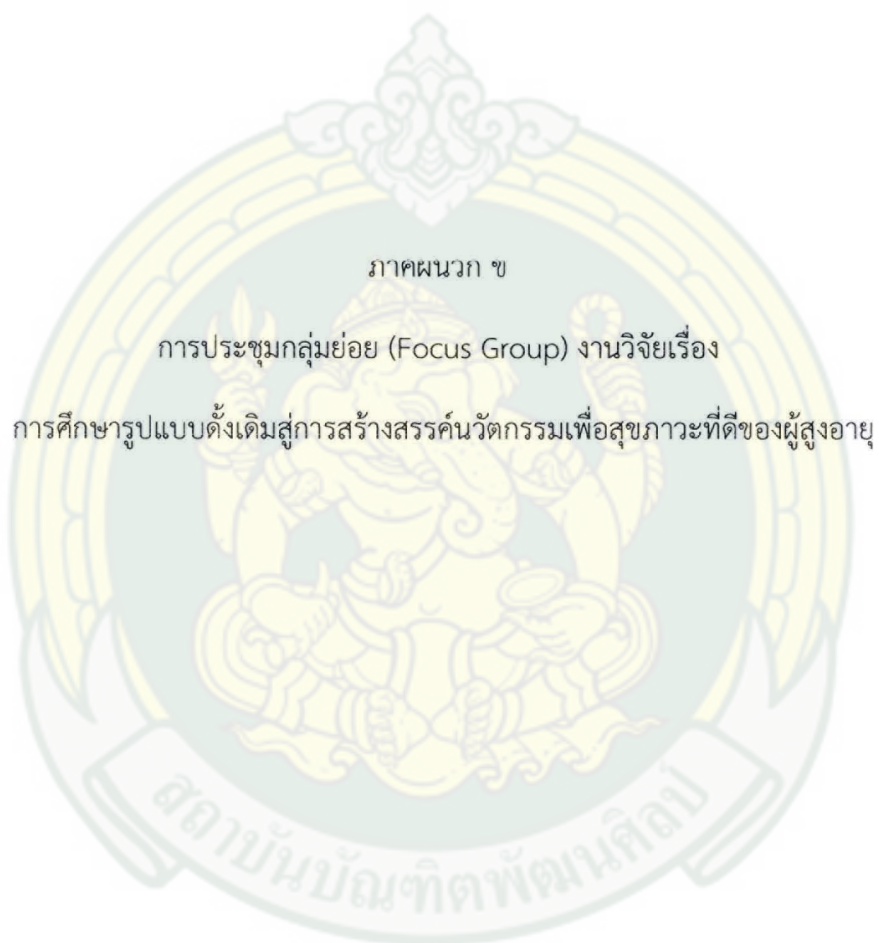 ภาคผนวก ข
การประชุมกลุ่มย่อย (Focus Group) งานวิจัยเรื่อง
การศึกษารูปแบบดั้งเดิมสู่การสร้างสรรค์นวัตกรรมเพื่อสุขภาวะที่ดีของผู้สูงอายุ
สถาบันบัณฑิตพัฒนศิลป์